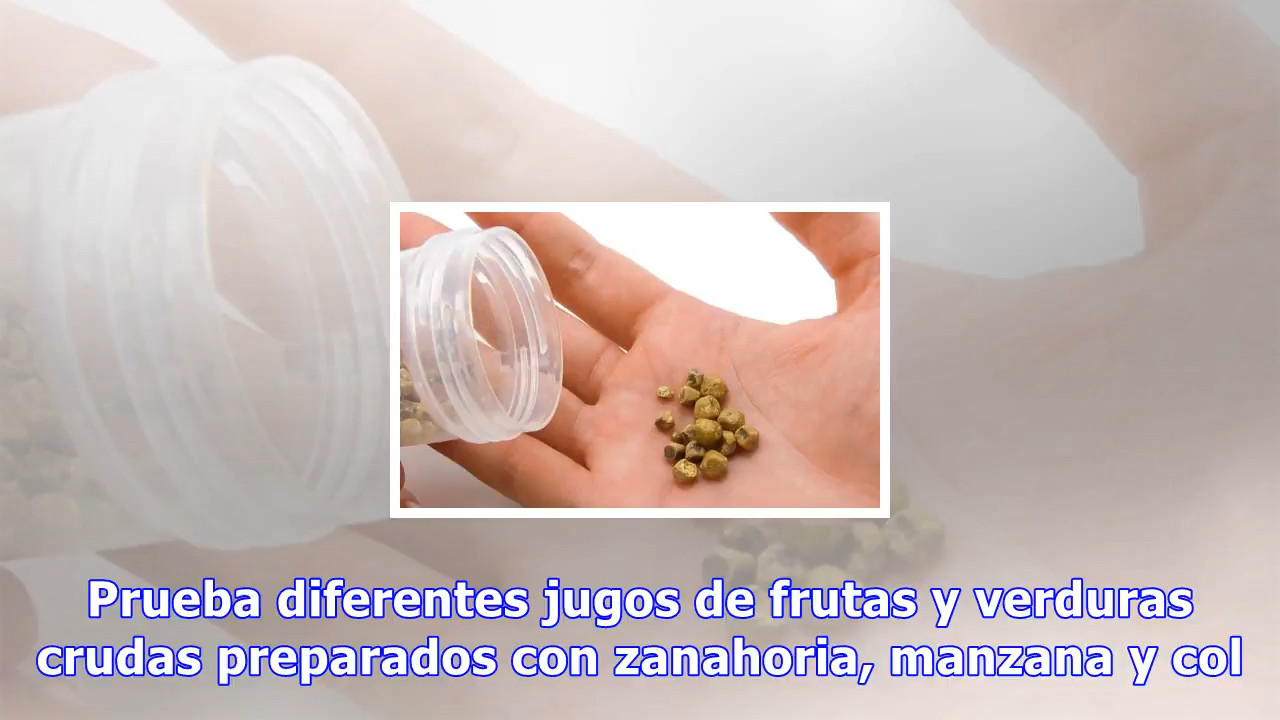 Prueba diferentes jugos de frutas y verduras
crudas preparados con zanahoria, manzana y col